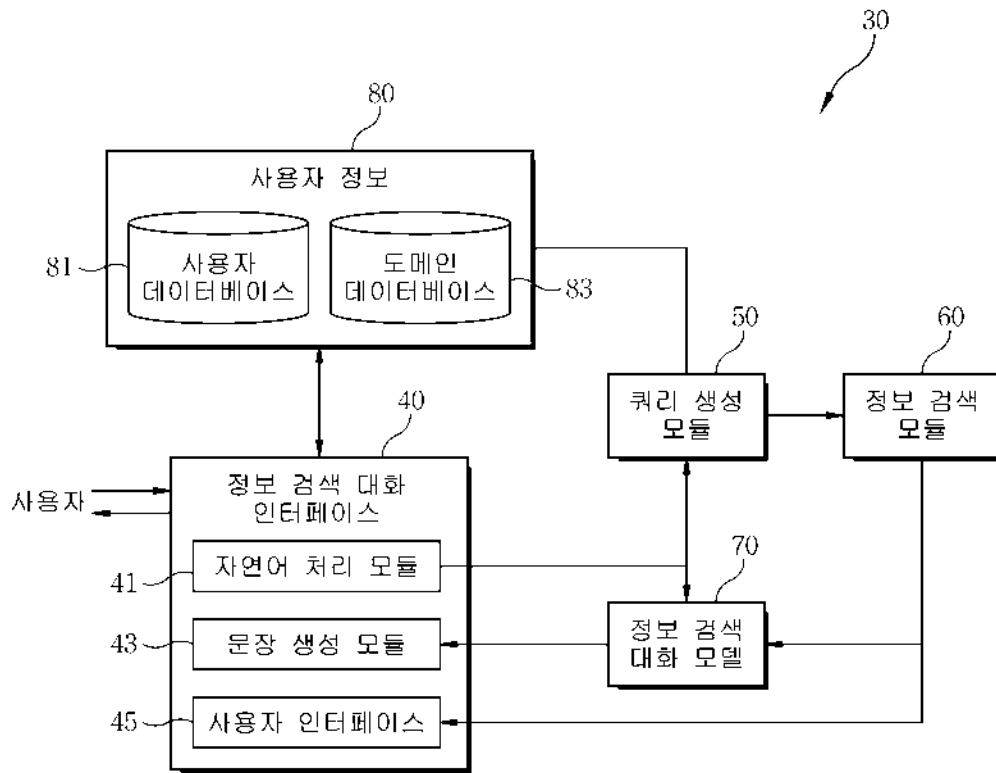 30
80
사용자 정보
81
사용자
데이터베이스
도메인
데이터베이스
83
50
쿼리 생성
모듈
60
정보 검색
모듈
40
사용자
정보 검색 대화
인터페이스
41
자연어 처리 모듈
70
정보 검색
대화 모델
43
문장 생성 모듈
45
사용자 인터페이스